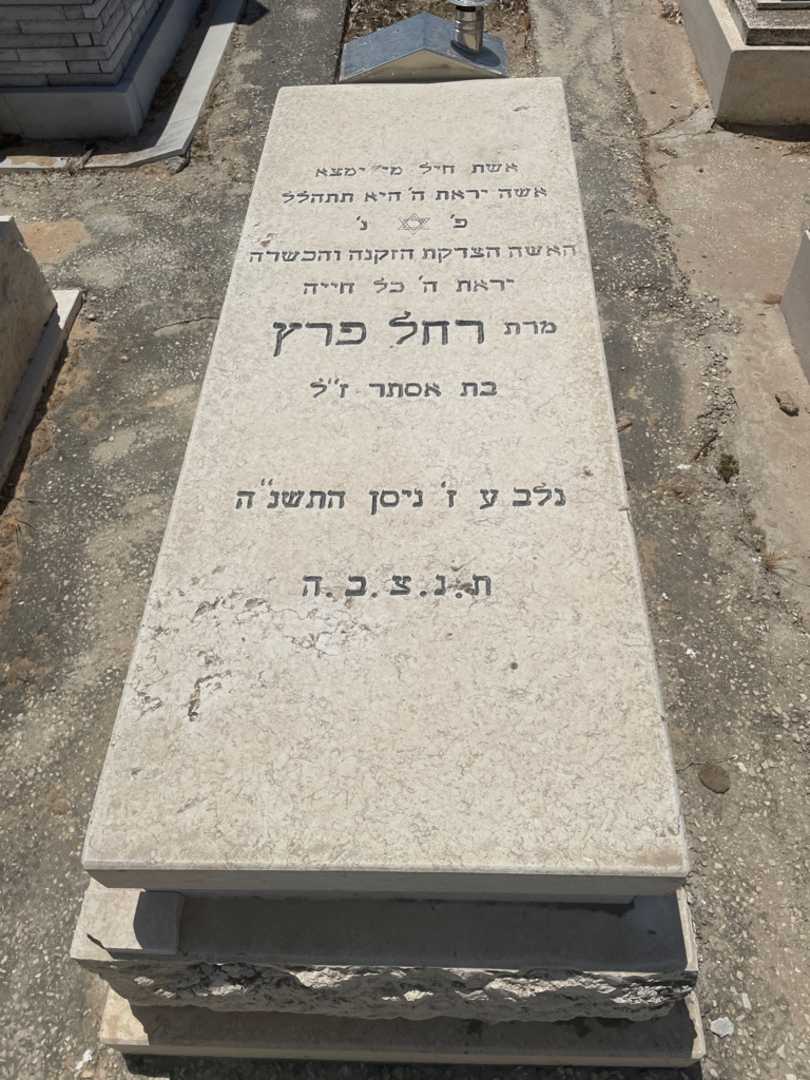 אשת חיל מי ימצא
אשה יראת ה' היא תתהלל
פ' נ'
האשה הצדקת הזקנה והכשרה
יראת ה' כל חייה
מרת רחל פרץ
בת אסתר ז"ל
נלב ע ז' ניסן התשנ"ה
ת.נ.צ.ב.ה